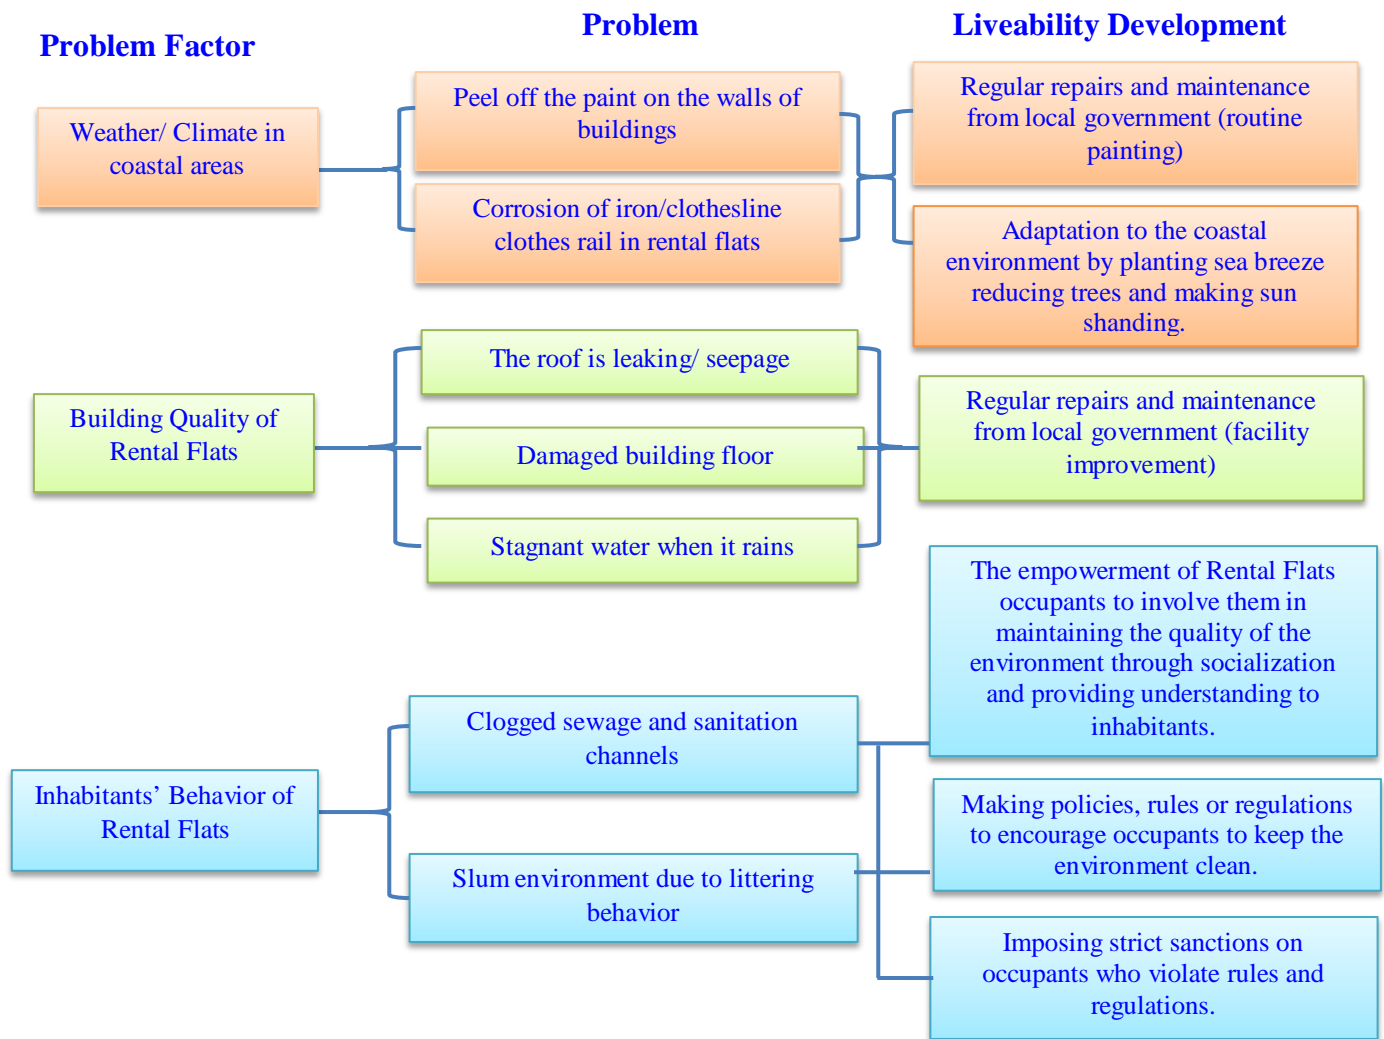 Problem Factor
Problem
Liveability Development
Weather/ Climate in
coastal areas
Peel off the paint on the walls of
buildings
Corrosion of iron/clothesline
clothes rail in rental flats
Regular repairs and maintenance
from local government (routine
painting)
Adaptation to the coastal
environment by planting sea breeze
reducing trees and making sun
shanding.
Building Quality of
Rental Flats
The roof is leaking/ seepage
Damaged building floor
Stagnant water when it rains
Regular repairs and maintenance
from local government (facility
improvement)
Inhabitants’ Behavior of
Rental Flats
Clogged sewage and sanitation
channels
Slum environment due to littering
behavior
The empowerment of Rental Flats
occupants to involve them in
maintaining the quality of the
environment through socialization
and providing understanding to
inhabitants.
Making policies, rules or regulations
to encourage occupants to keep the
environment clean.
Imposing strict sanctions on
occupants who violate rules and
regulations.